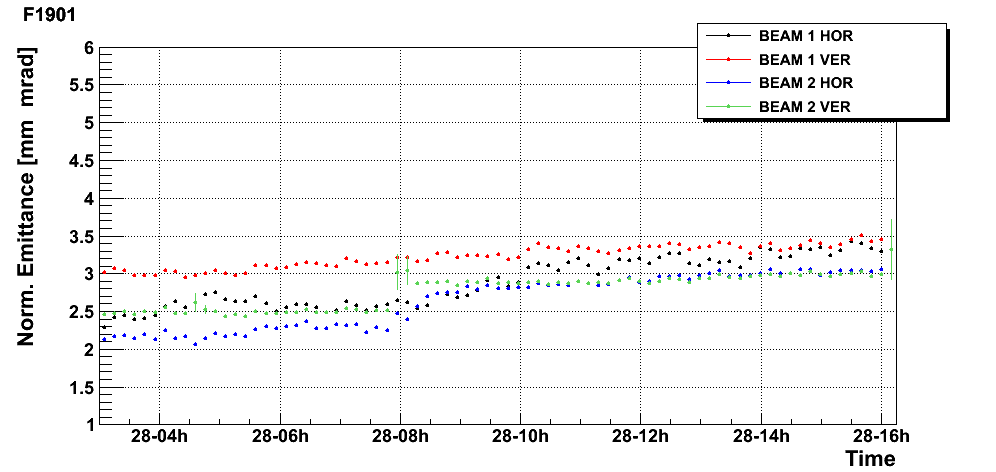 F1901
BEAM 1 HOR
BEAM 1 VER
BEAM 2 HOR
BEAM 2 VER
Norm. Emittance [mm mrad]
6
5.5
5
4.5
4
3.5
3
2.5
2
1.5
1
28-04h 28-06h 28-08h 28-10h 28-12h 28-14h 28-16h
Time